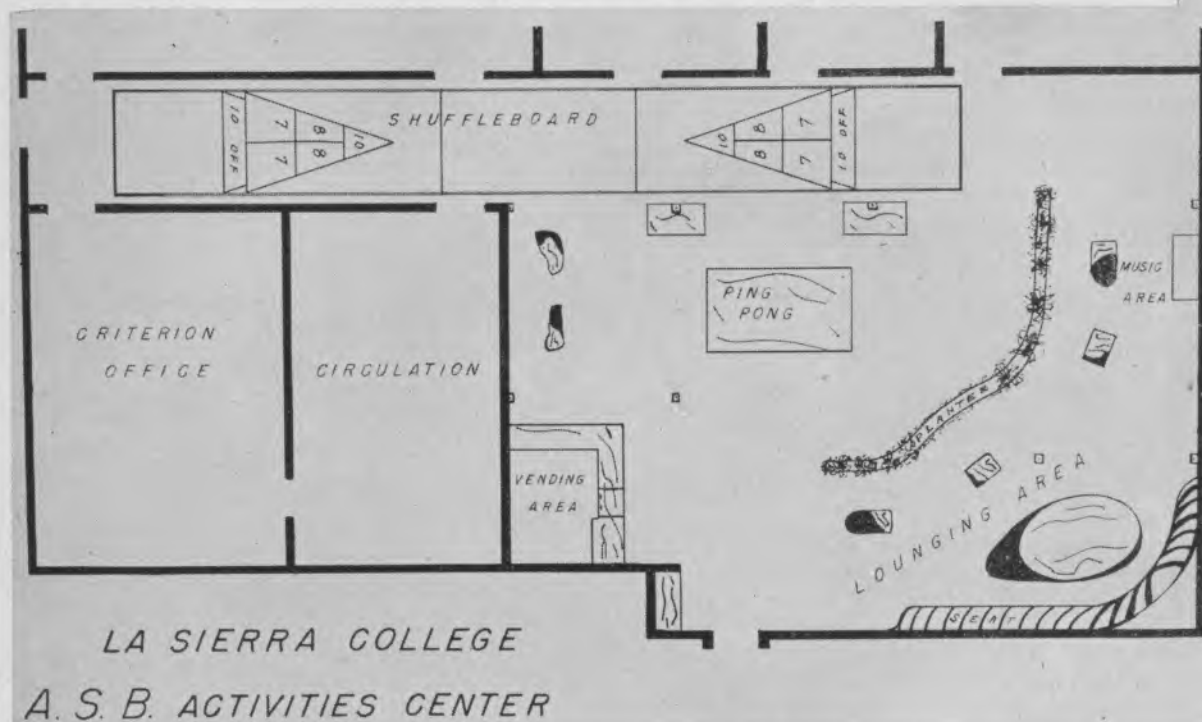 SHUFFLEBOARD
10 OFF
7
8
10
7
8
10
8
7
10 OFF
8
7
MUSIC
AREA
PING
PONG
CRITERION
OFFICE
CIRCULATION
PLANTER
VENDING
AREA
LOUNGING AREA
SEAT
LA SIERRA COLLEGE
A. S. B. ACTIVITIES CENTER